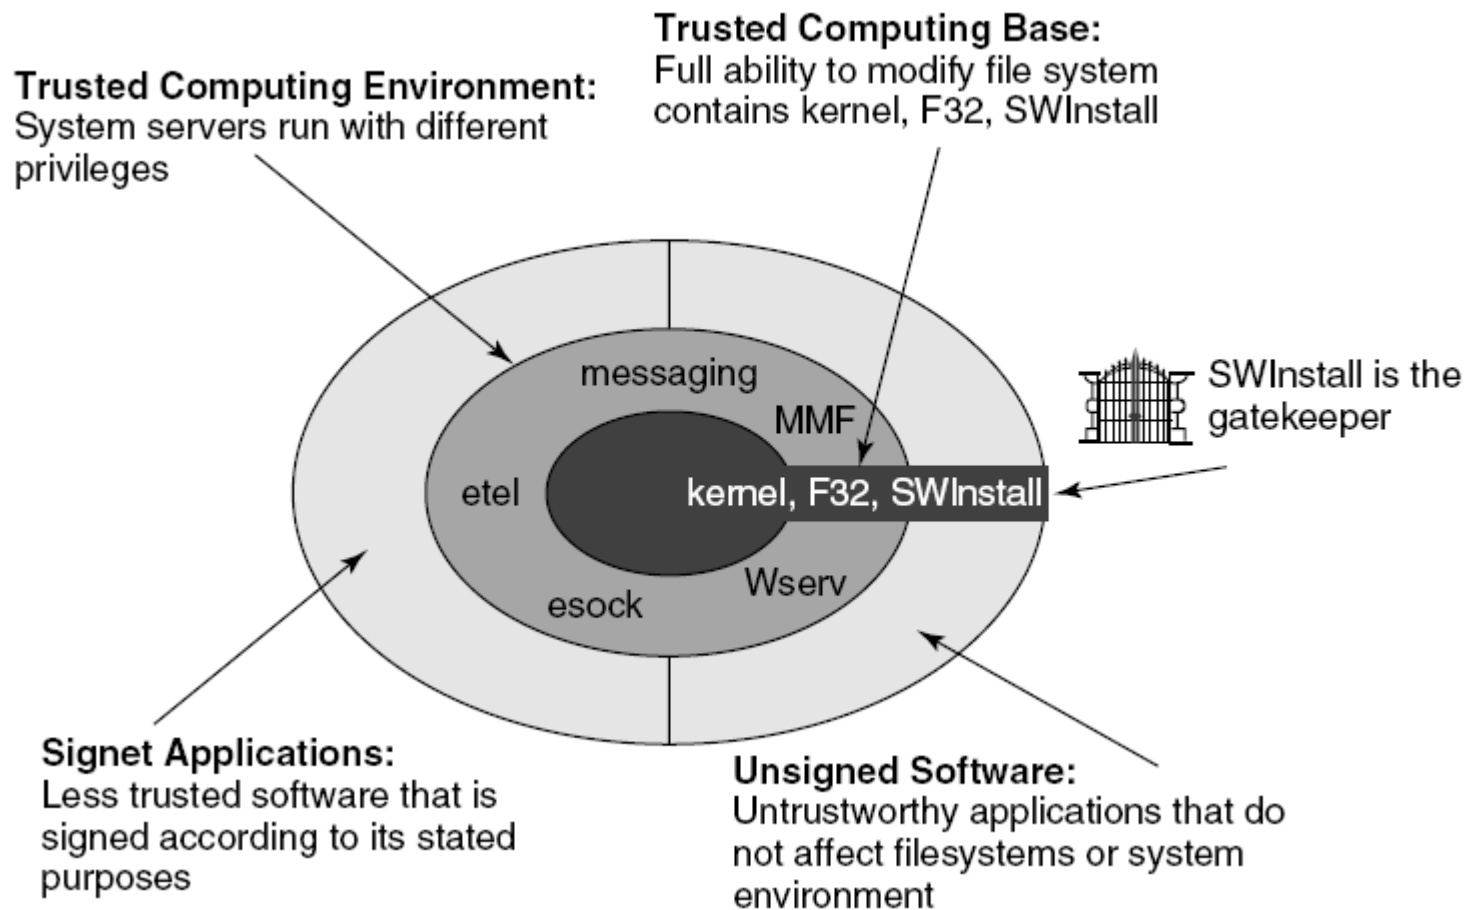 Trusted Computing Base:
Full ability to modify file system
contains kernel, F32, SWInstall
Trusted Computing Environment:
System servers run with different
privileges
messaging
MMF
SWInstall is the
gatekeeper
etel
kernel, F32, SWInstall
Wserv
esock
Signet Applications:
Less trusted software that is
signed according to its stated
purposes
Unsigned Software:
Untrustworthy applications that do
not affect filesystems or system
environment